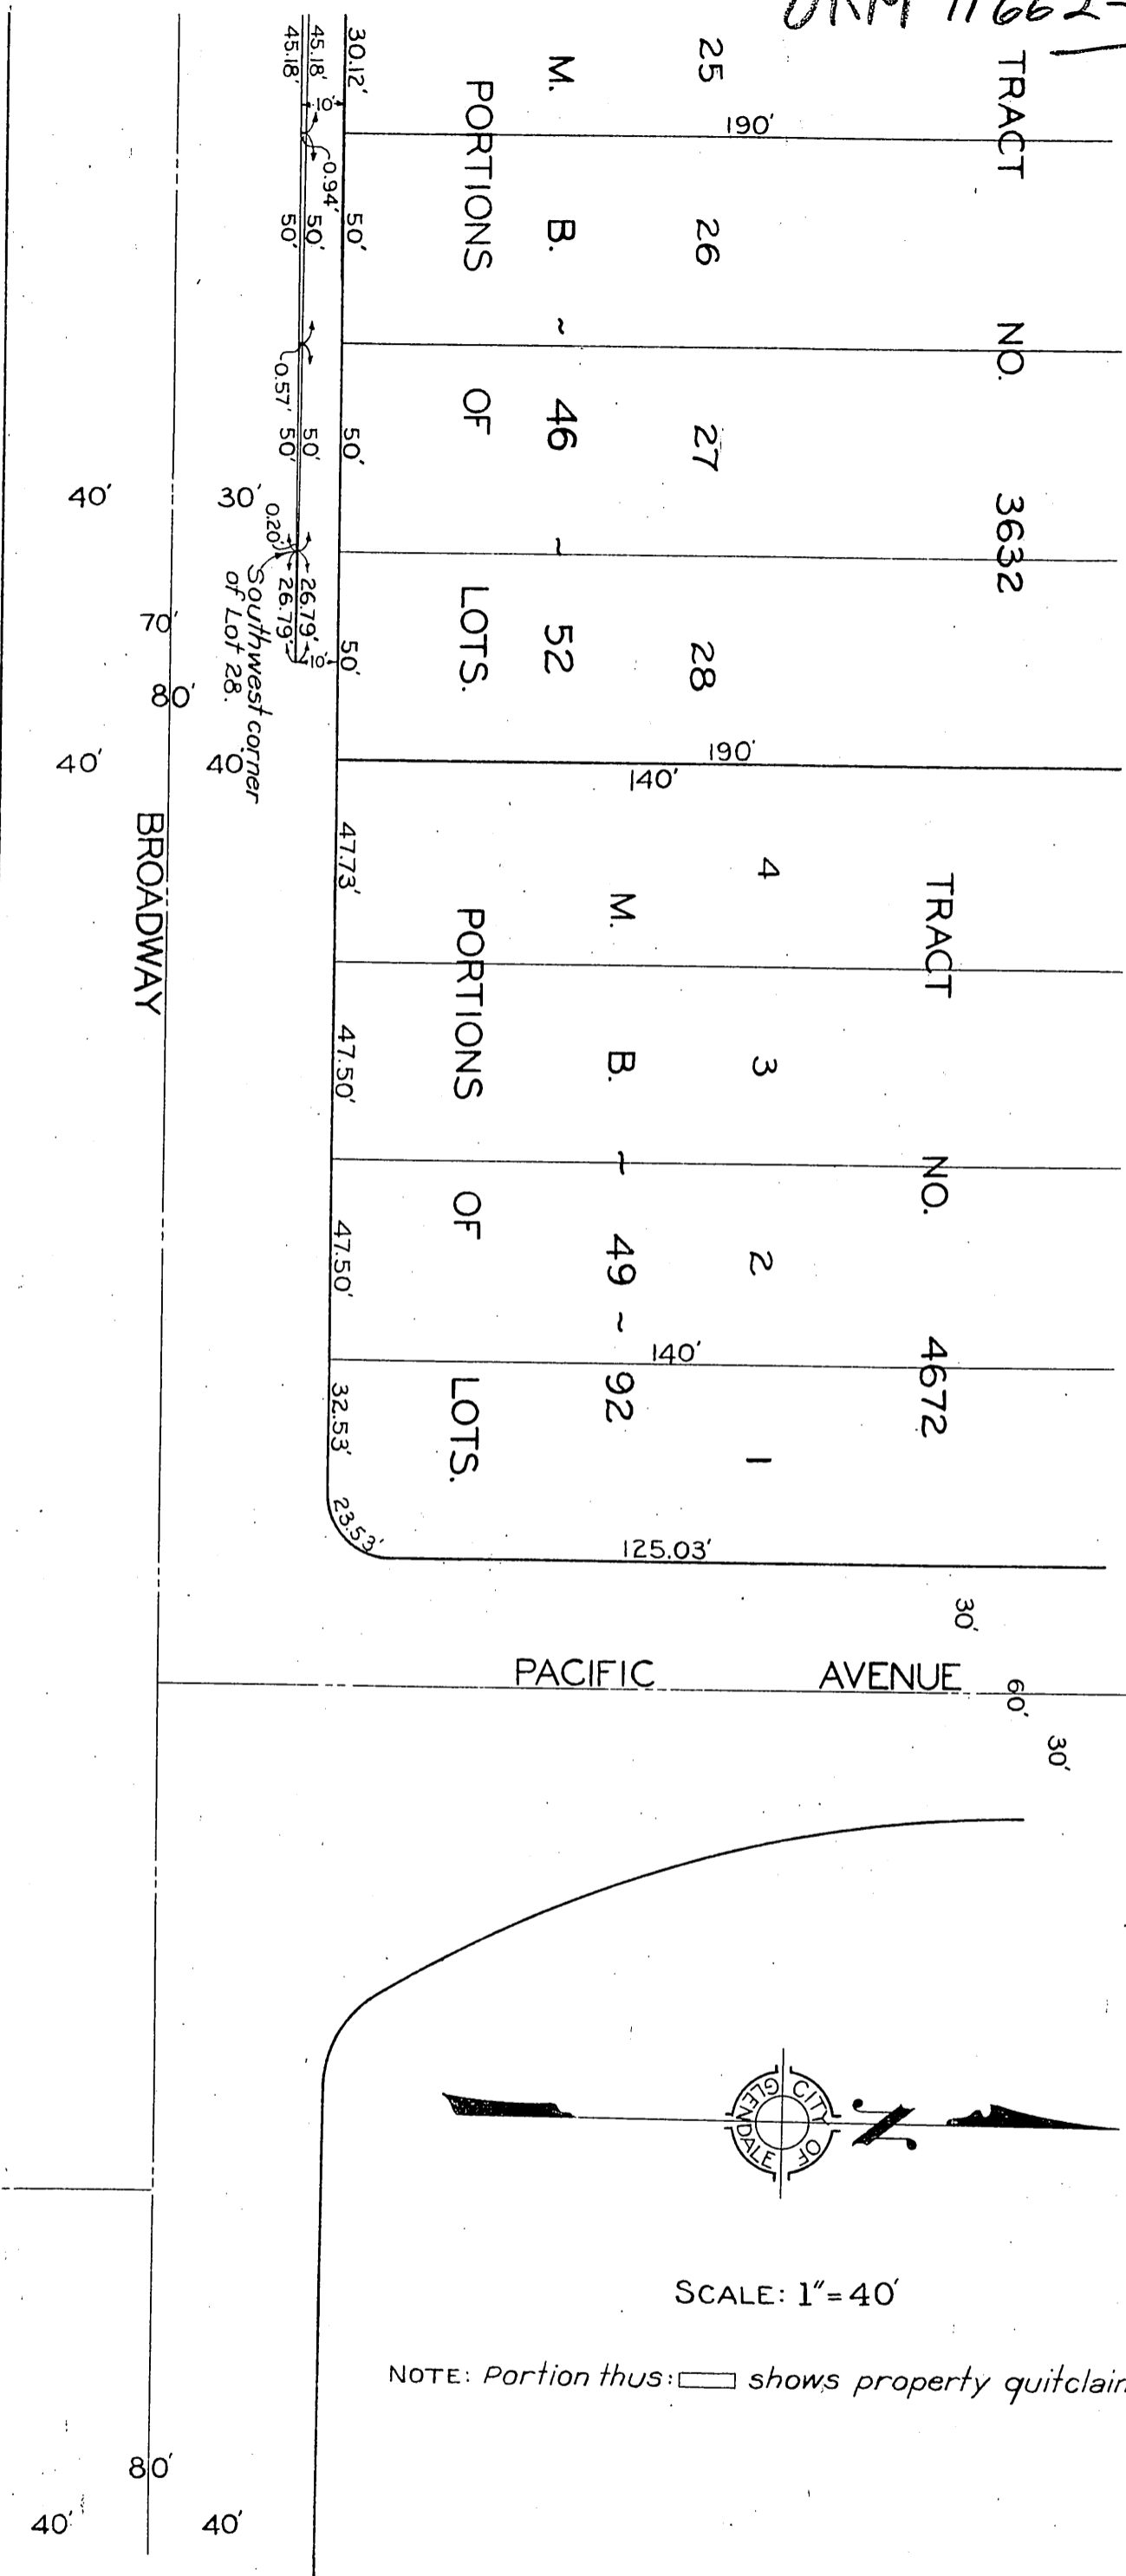 TRACT NO. 3632
25 26 27 28
M. B. ~ 46 ~ 52
PORTIONS OF LOTS.
190'
190'
140'
30.12' 50' 50' 50'
10'
0.94'
45.18' 50' 50' 26.79'
45.18' 50' 50' 26.79'
10'
0.57'
0.20'
Southwest corner
of Lot 28.
30'
40'
70'
80'
40'
40'
BROADWAY
TRACT NO. 4672
4 3 2 1
M. B. ~ 49 ~ 92
PORTIONS OF LOTS.
140'
47.73' 47.50' 47.50' 32.53' 23.53'
125.03'
30'
PACIFIC AVENUE
60'
30'
CITY OF
GLENDALE
N
SCALE: 1"=40'
NOTE: Portion thus: shows property
80'
40'
40'